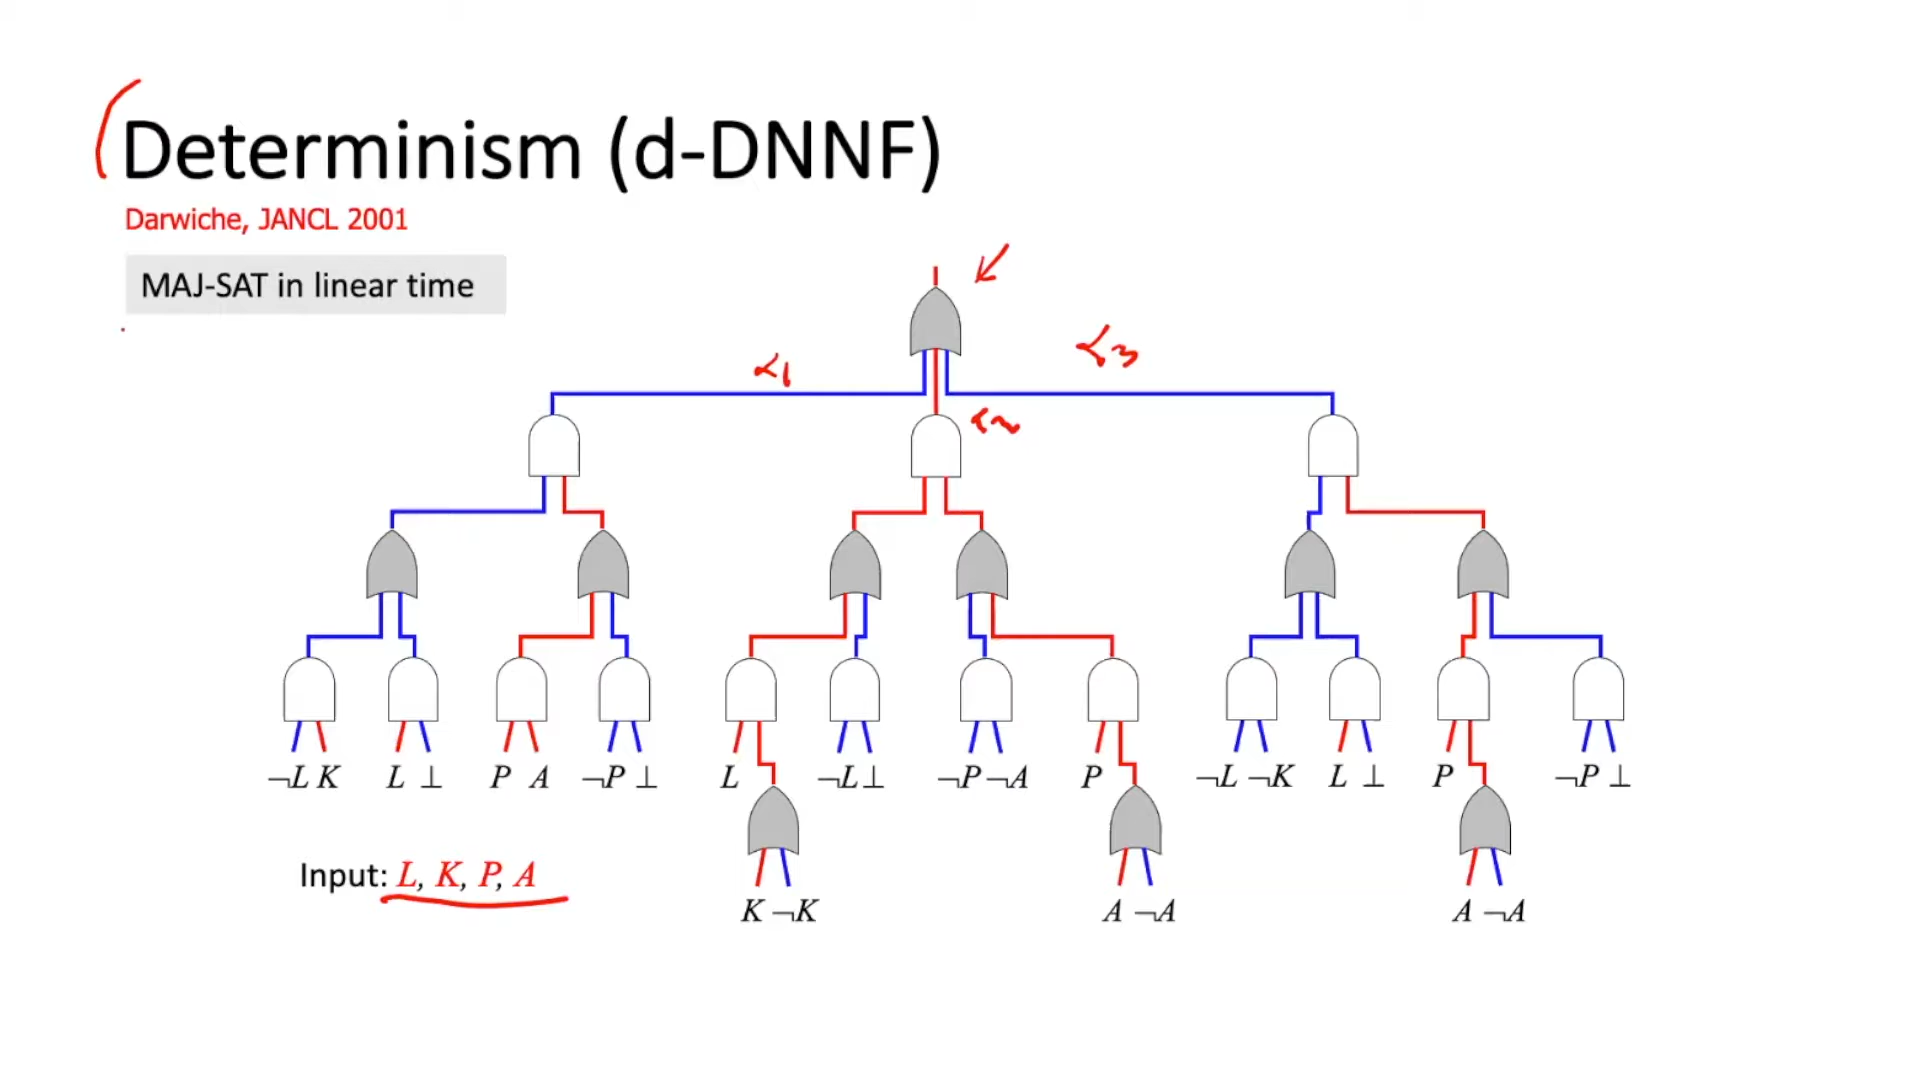 Determinism (d-DNNF)
Darwiche, JANCL 2001
MAJ-SAT in linear time
α1
α3
α2
¬L K L ⊥ P A ¬P ⊥ L ¬L ⊥ ¬P ¬A P ¬L ¬K L ⊥ P ¬P ⊥
Input: L, K, P, A
K ¬K A ¬A A ¬A